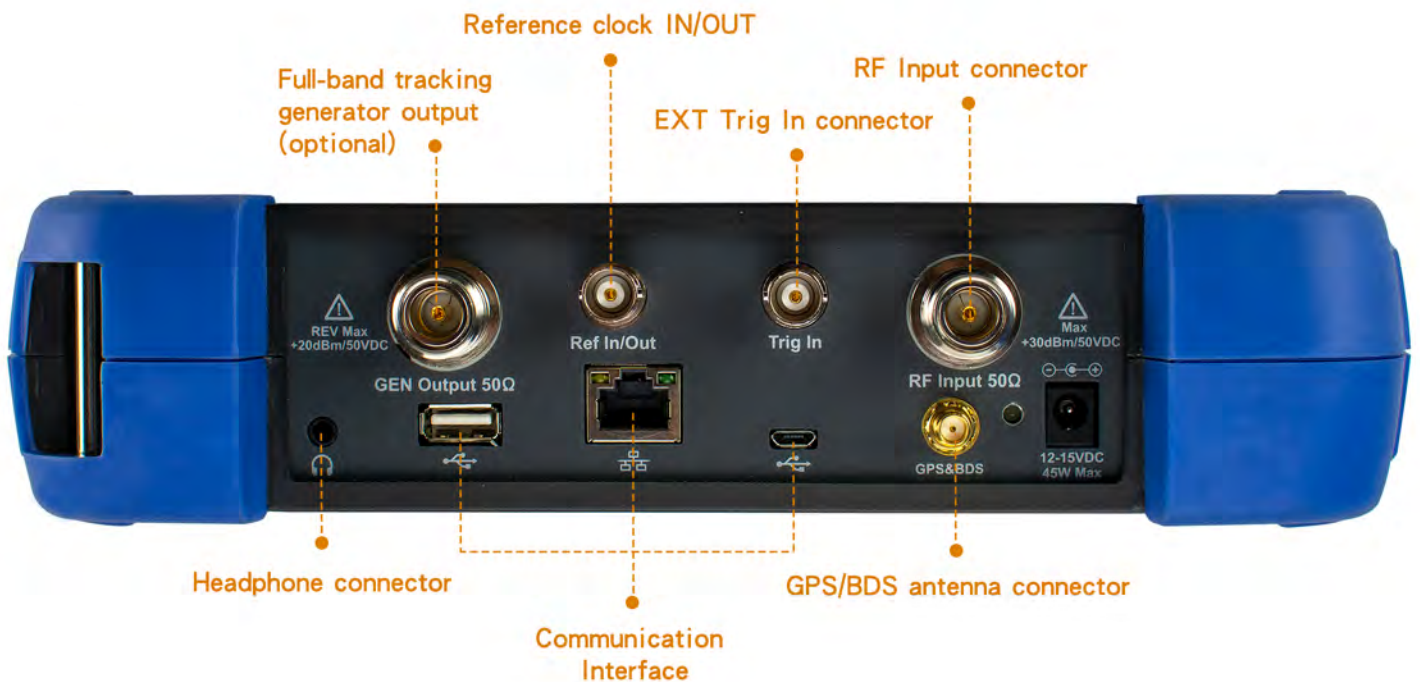 Reference clock IN/OUT
Full-band tracking
generator output
(optional)
RF Input connector
EXT Trig In connector
REV Max
+20dBm/50VDC
Ref In/Out
Trig In
Max
+30dBm/50VDC
GEN Output 50Ω
RF Input 50Ω
GPS&BDS
12-15VDC
45W Max
Headphone connector
GPS/BDS antenna connector
Communication
Interface